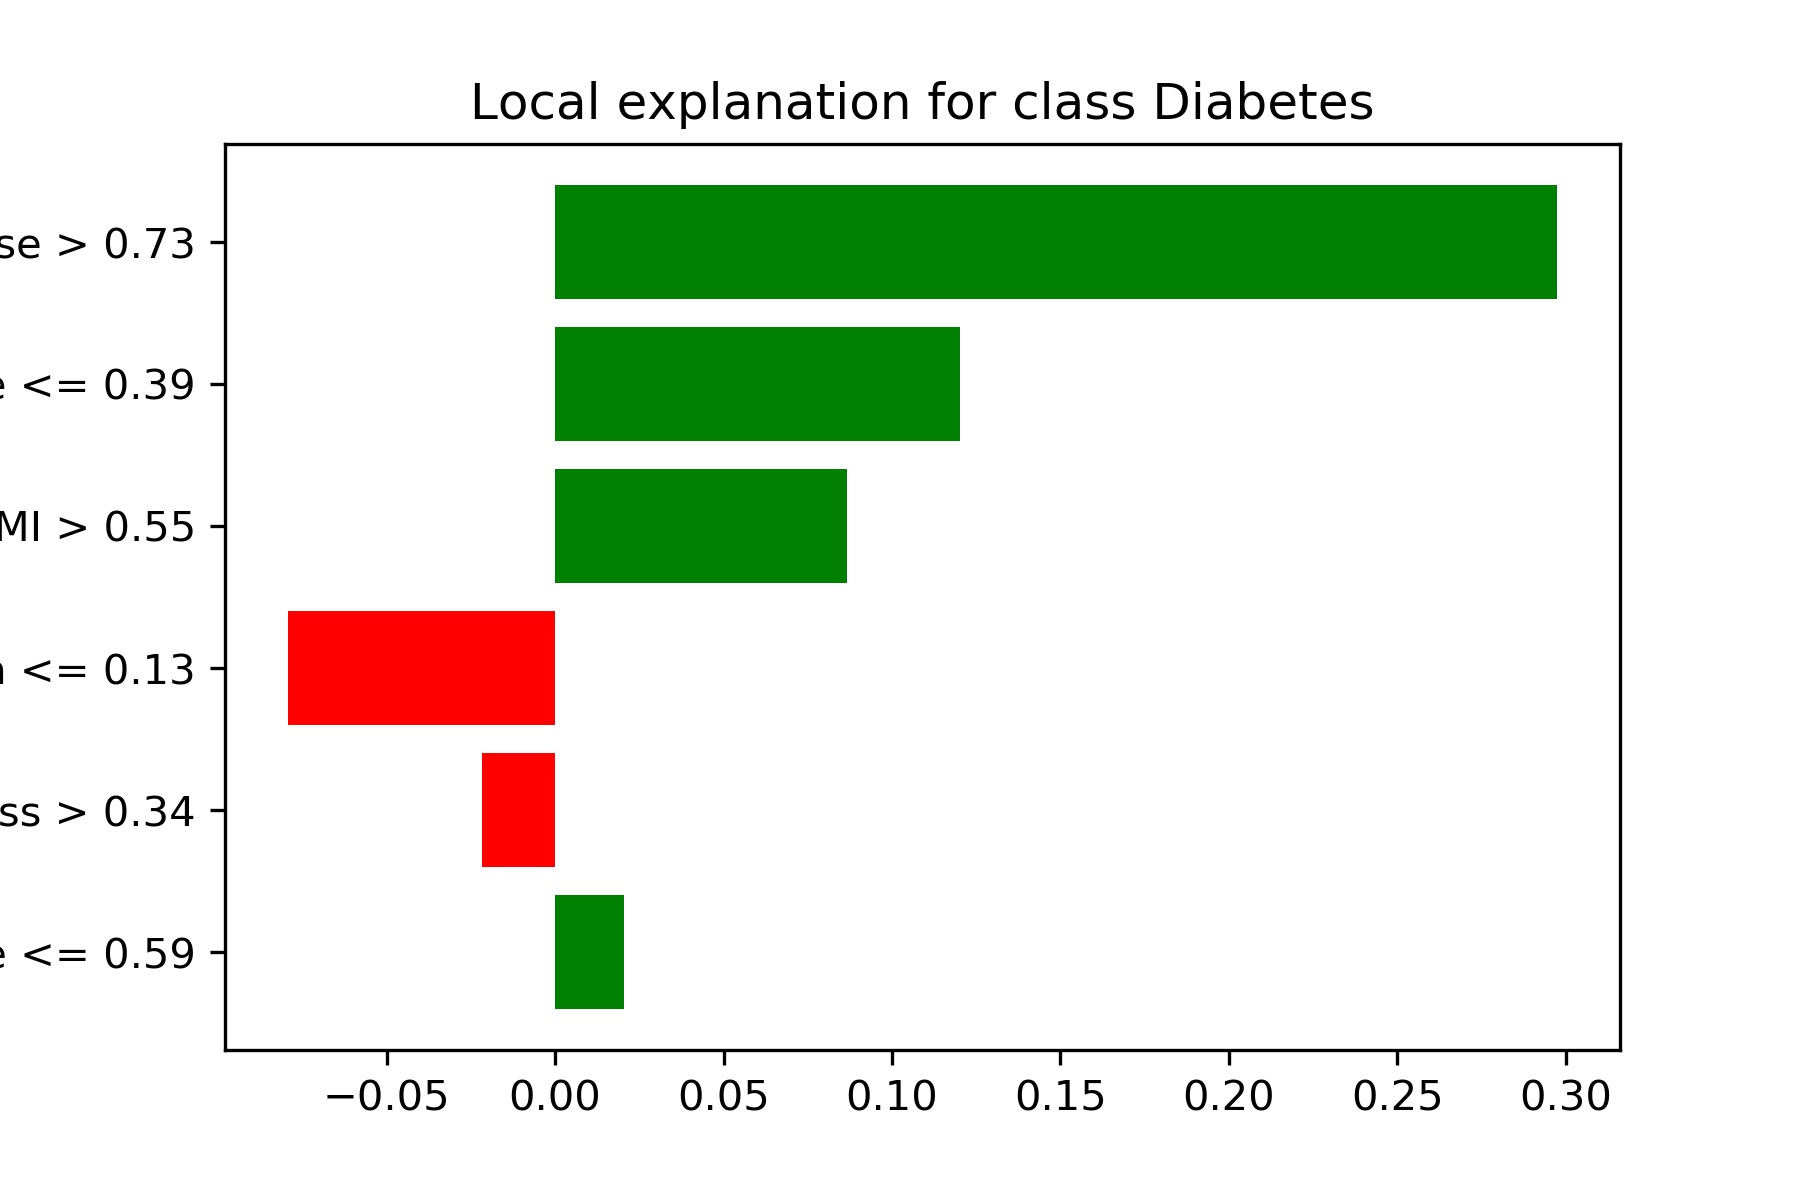 Local explanation for class Diabetes
se > 0.73
e <= 0.39
MI > 0.55
<= 0.13
ss > 0.34
e <= 0.59
−0.05 0.00 0.05 0.10 0.15 0.20 0.25 0.30